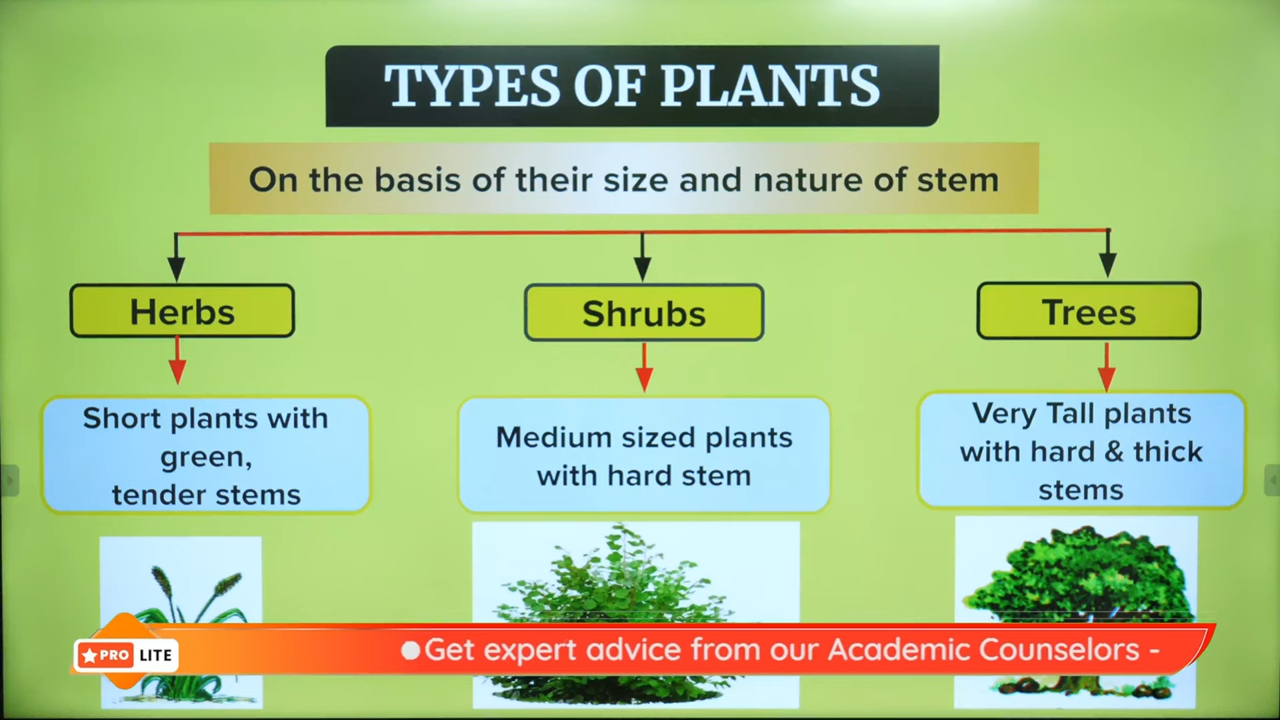 TYPES OF PLANTS
On the basis of their size and nature of stem
Herbs
Shrubs
Trees
Short plants with
green,
tender stems
Medium sized plants
with hard stem
Very Tall plants
with hard & thick
stems
PRO LITE
●Get expert advice from our Academic Counselors -